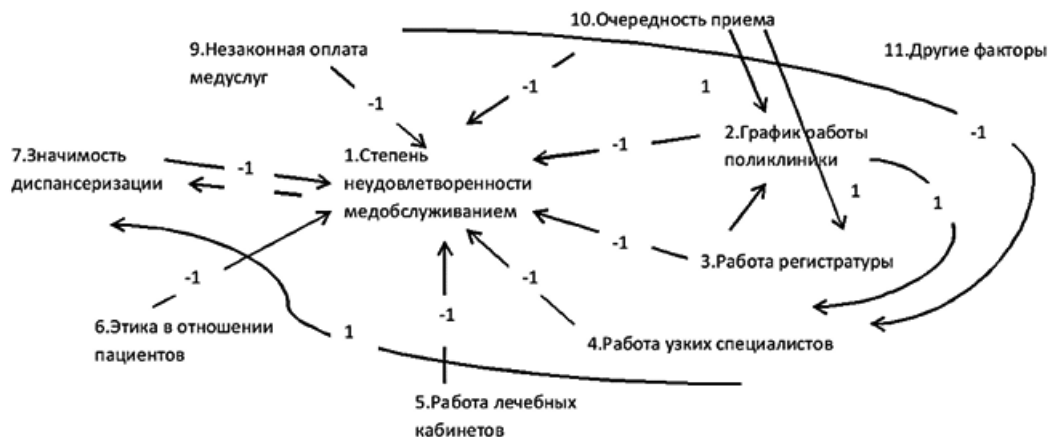 10.Очередность приема
9.Незаконная оплата
медуслуг
11.Другие факторы
-1
-1
1
-1
7.Значимость
диспансеризации
-1
1.Степень
неудовлетворенности
медобслуживанием
-1
2.График работы
поликлиники
1
1
-1
3.Работа регистратуры
-1
-1
6.Этика в отношении
пациентов
1
-1
4.Работа узких специалистов
5.Работа лечебных
кабинетов